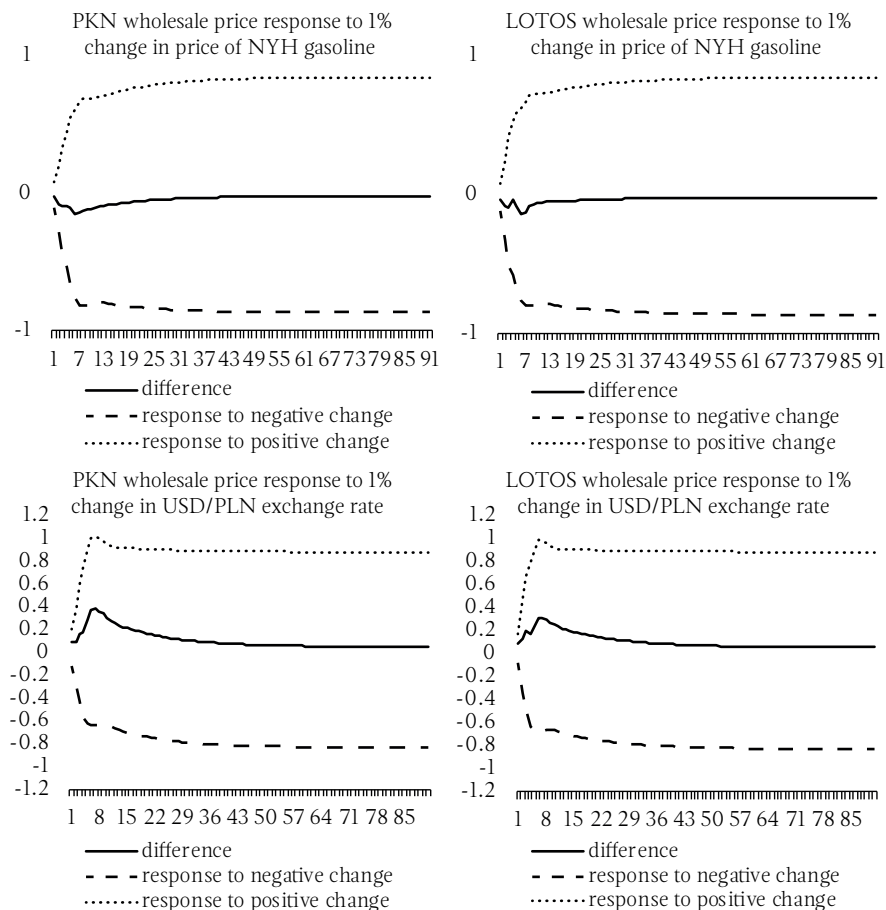 PKN wholesale price response to 1%
change in price of NYH gasoline
1
0
-1
1 7 13 19 25 31 37 43 49 55 61 67 73 79 85 91
difference
response to negative change
response to positive change
LOTOS wholesale price response to 1%
change in price of NYH gasoline
1
0
-1
1 7 13 19 25 31 37 43 49 55 61 67 73 79 85 91
difference
response to negative change
response to positive change
PKN wholesale price response to 1%
change in USD/PLN exchange rate
1.2
1
0.8
0.6
0.4
0.2
0
-0.2
-0.4
-0.6
-0.8
-1
-1.2
1 8 15 22 29 36 43 50 57 64 71 78 85
difference
response to negative change
response to positive change
LOTOS wholesale price response to 1%
change in USD/PLN exchange rate
1.2
1
0.8
0.6
0.4
0.2
0
-0.2
-0.4
-0.6
-0.8
-1
-1.2
1 8 15 22 29 36 43 50 57 64 71 78 85
difference
response to negative change
response to positive change